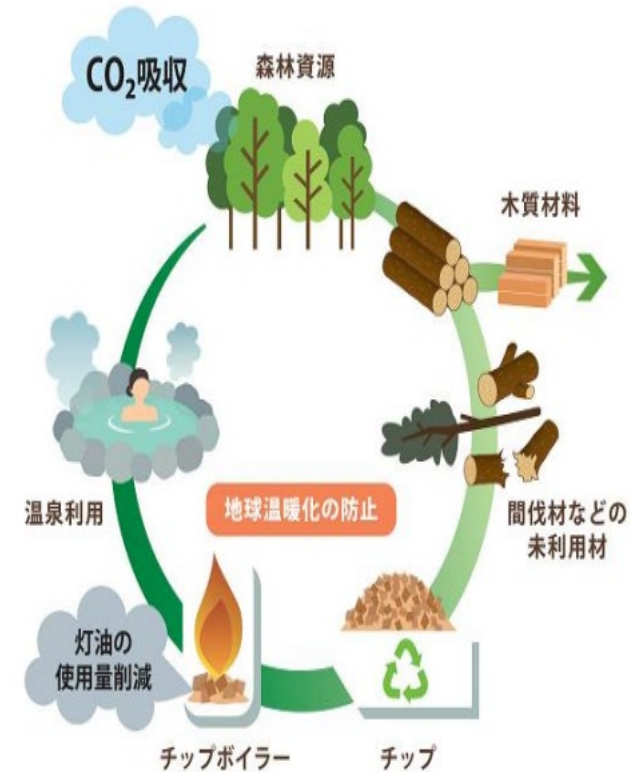 CO₂吸収
森林資源
木質材料
間伐材などの
未利用材
地球温暖化の防止
温泉利用
灯油の
使用量削減
チップボイラー
チップ